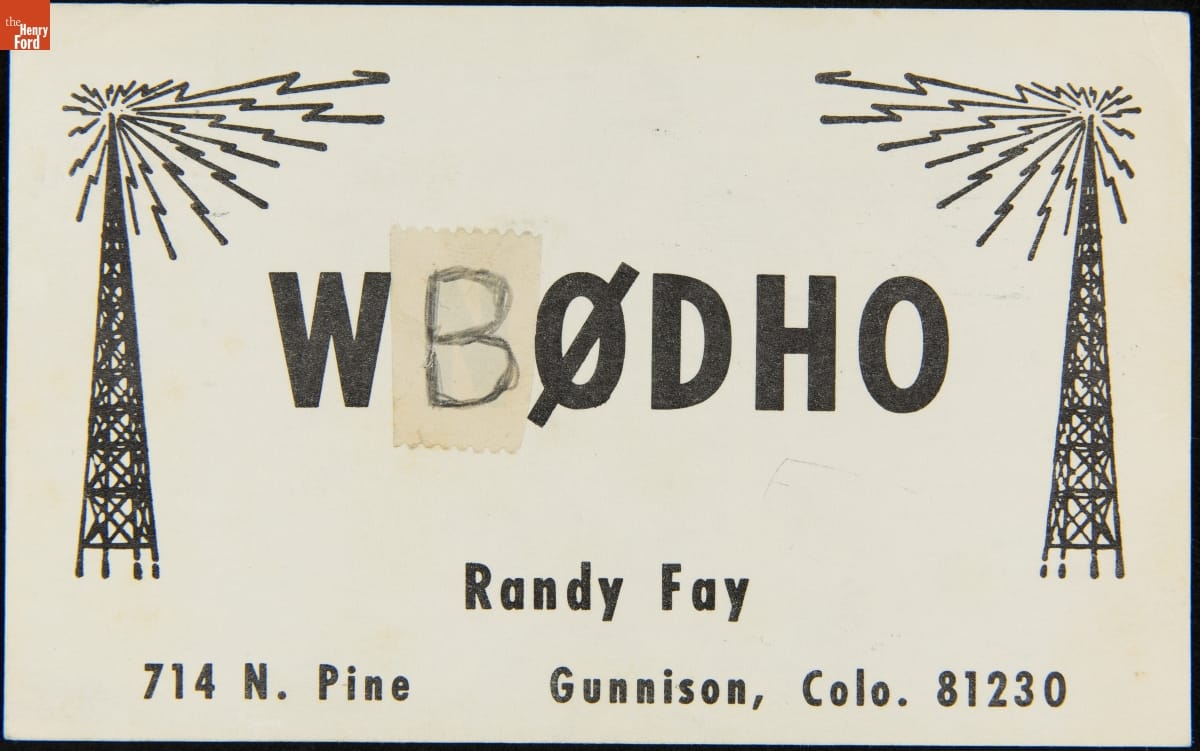 the
Henry
Ford
WBØDHO
Randy Fay
714 N. Pine Gunnison, Colo. 81230